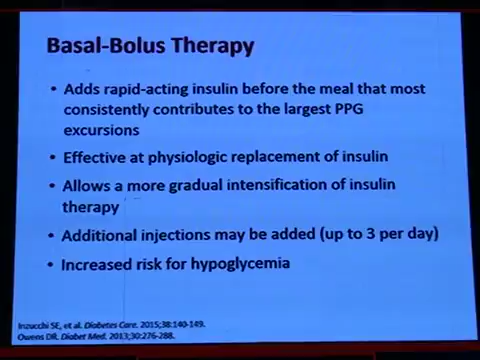 Basal-Bolus Therapy
• Adds rapid-acting insulin before the meal that most
consistently contributes to the largest PPG
excursions
• Effective at physiologic replacement of insulin
• Allows a more gradual intensification of insulin
therapy
• Additional injections may be added (up to 3 per day)
• Increased risk for hypoglycemia
Inzucchi SE, et al. Diabetes Care. 2015;38:140-149.
Owens DR. Diabet Med. 2013;30:276-288.